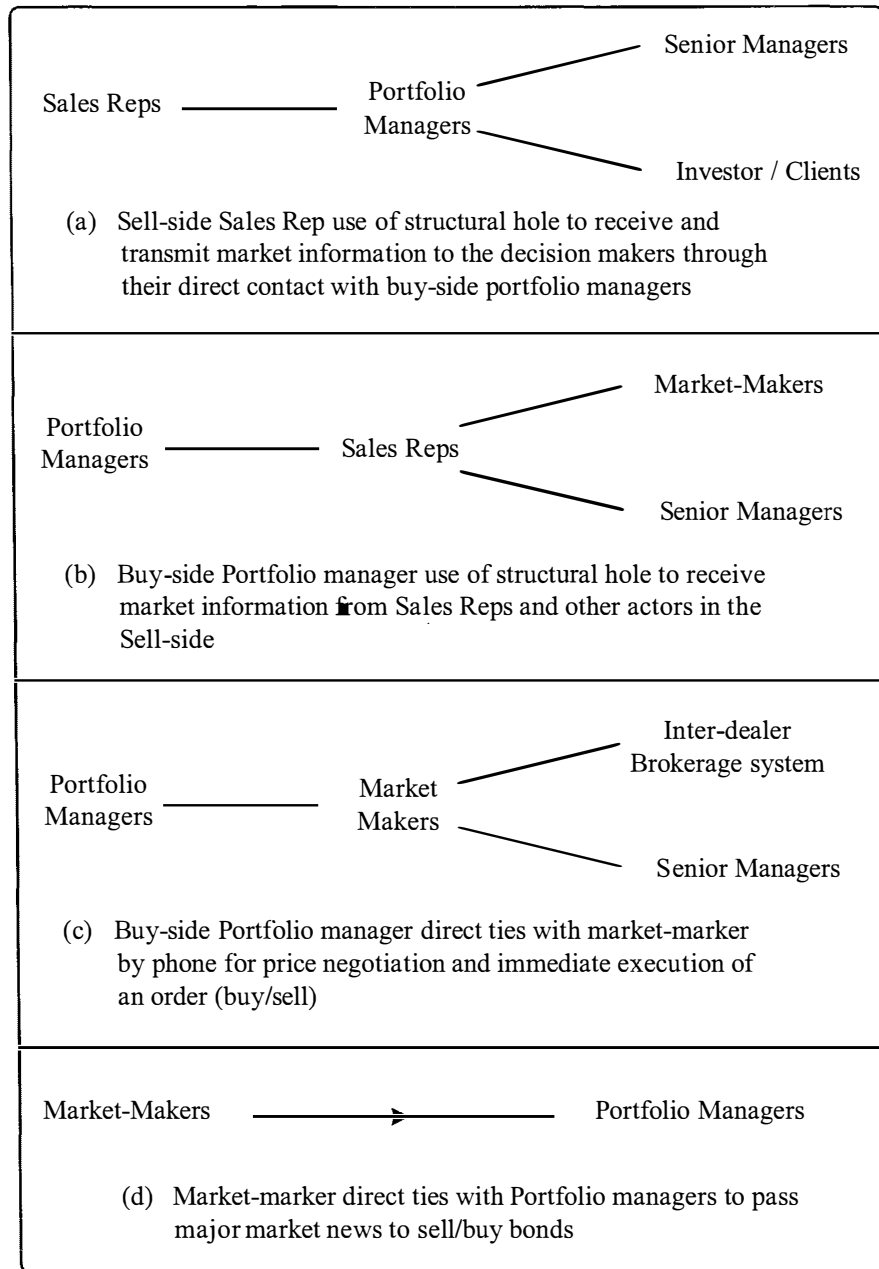 Senior Managers
Sales Reps
Portfolio
Managers
Investor / Clients
(a) Sell-side Sales Rep use of structural hole to receive and
transmit market information to the decision makers through
their direct contact with buy-side portfolio managers
Market-Makers
Portfolio
Managers
Sales Reps
Senior Managers
(b) Buy-side Portfolio manager use of structural hole to receive
market information from Sales Reps and other actors in the
Sell-side
Inter-dealer
Brokerage system
Portfolio
Managers
Market
Makers
Senior Managers
(c) Buy-side Portfolio manager direct ties with market-marker
by phone for price negotiation and immediate execution of
an order (buy/sell)
Market-Makers
Portfolio Managers
(d) Market-marker direct ties with Portfolio managers to pass
major market news to sell/buy bonds